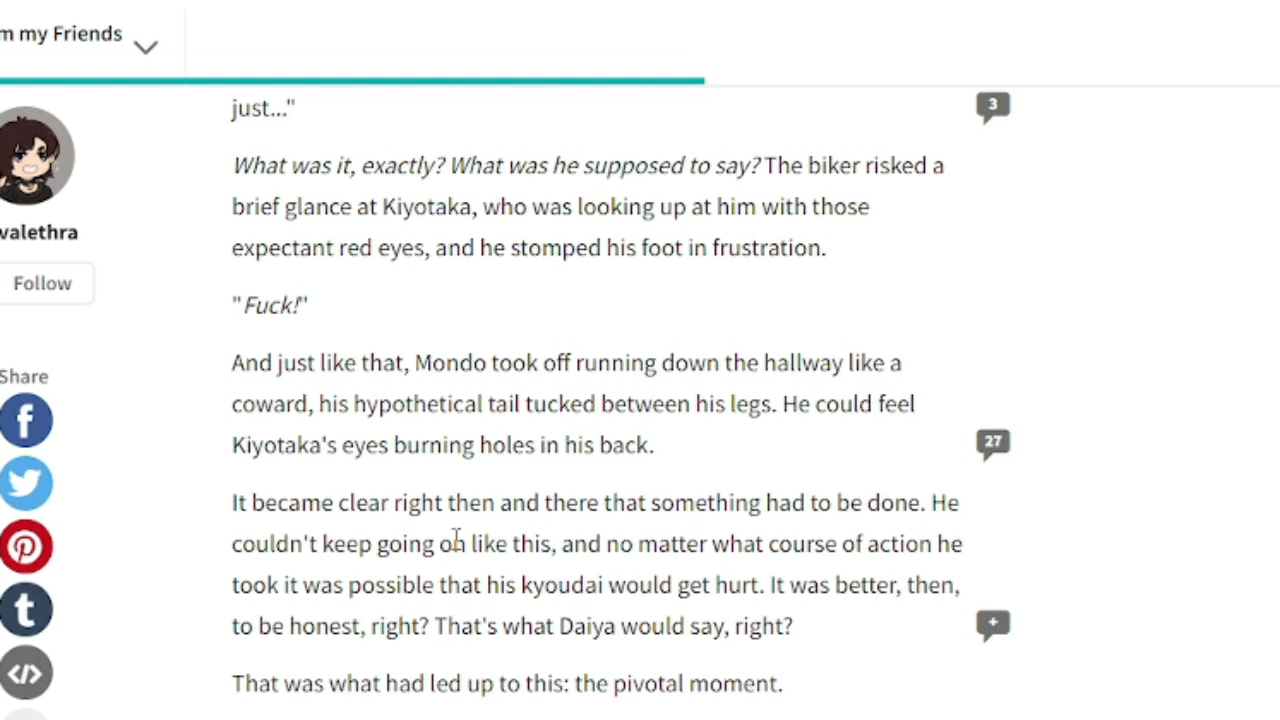 m my Friends
valethra
Follow
Share
just..."
3
What was it, exactly? What was he supposed to say? The biker risked a
brief glance at Kiyotaka, who was looking up at him with those
expectant red eyes, and he stomped his foot in frustration.
"Fuck!"
And just like that, Mondo took off running down the hallway like a
coward, his hypothetical tail tucked between his legs. He could feel
Kiyotaka's eyes burning holes in his back.
27
It became clear right then and there that something had to be done. He
couldn't keep going on like this, and no matter what course of action he
took it was possible that his kyoudai would get hurt. It was better, then,
to be honest, right? That's what Daiya would say, right?
+
That was what had led up to this: the pivotal moment.